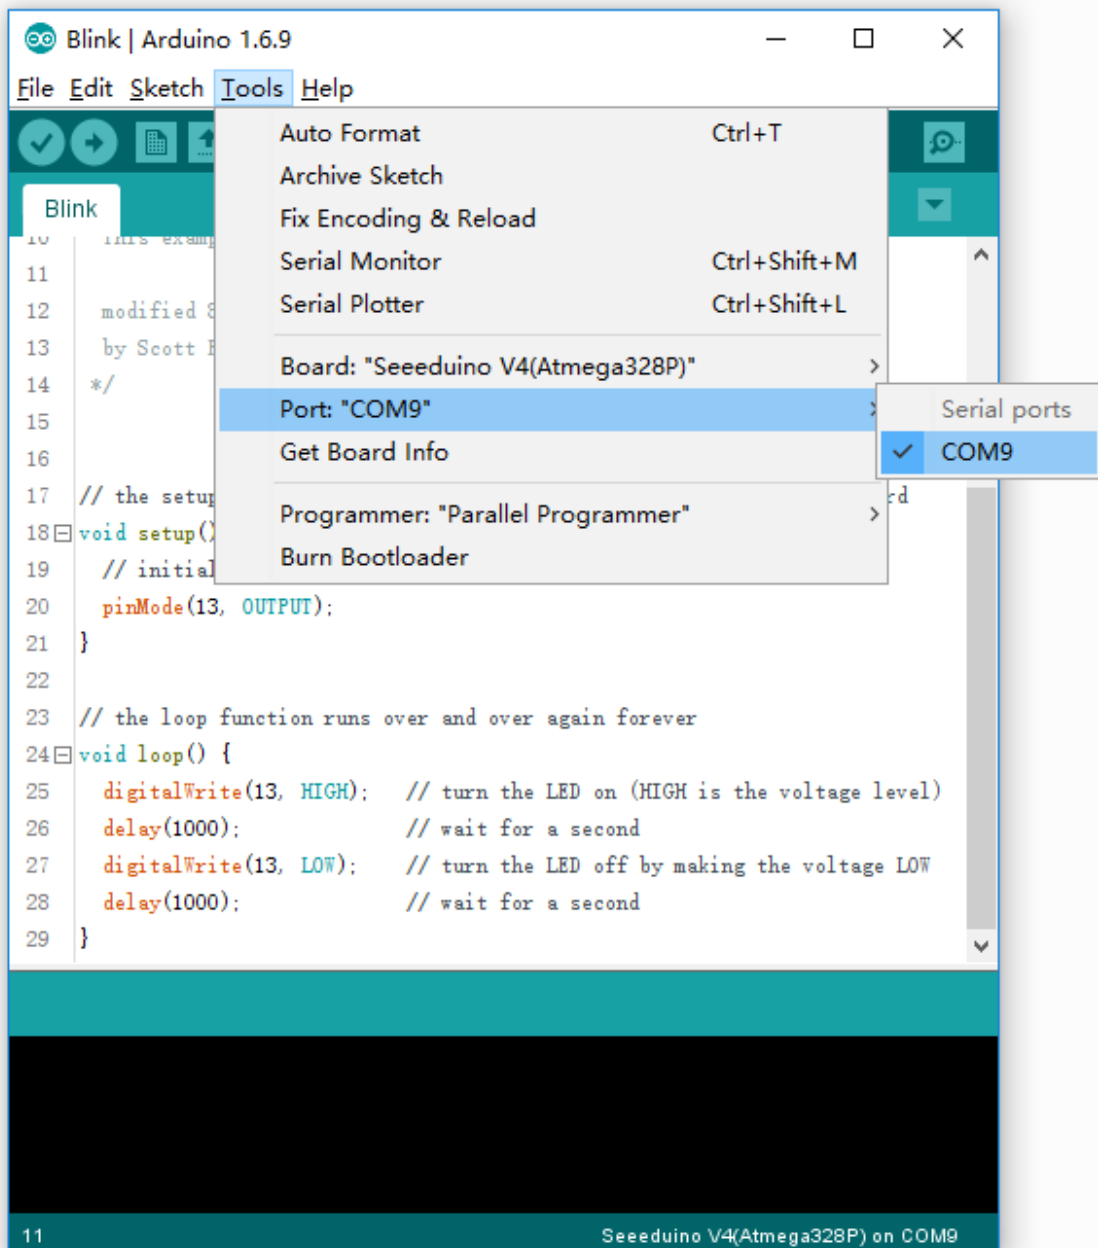 Blink | Arduino 1.6.9
File Edit Sketch Tools Help
Auto Format Ctrl+T
Archive Sketch
Fix Encoding & Reload
Serial Monitor Ctrl+Shift+M
Serial Plotter Ctrl+Shift+L
Board: "Seeeduino V4(Atmega328P)"
Port: "COM9"
Get Board Info
Programmer: "Parallel Programmer"
Burn Bootloader
Serial ports
COM9
Blink
10 This examp
11
12 modified 8
13 by Scott
14 */
15
16
17 // the setup rd
18 void setup()
19 // initial
20 pinMode(13, OUTPUT);
21 }
22
23 // the loop function runs over and over again forever
24 void loop() {
25 digitalWrite(13, HIGH); // turn the LED on (HIGH is the voltage level)
26 delay(1000); // wait for a second
27 digitalWrite(13, LOW); // turn the LED off by making the voltage LOW
28 delay(1000); // wait for a second
29 }
11 Seeeduino V4(Atmega328P) on COM9